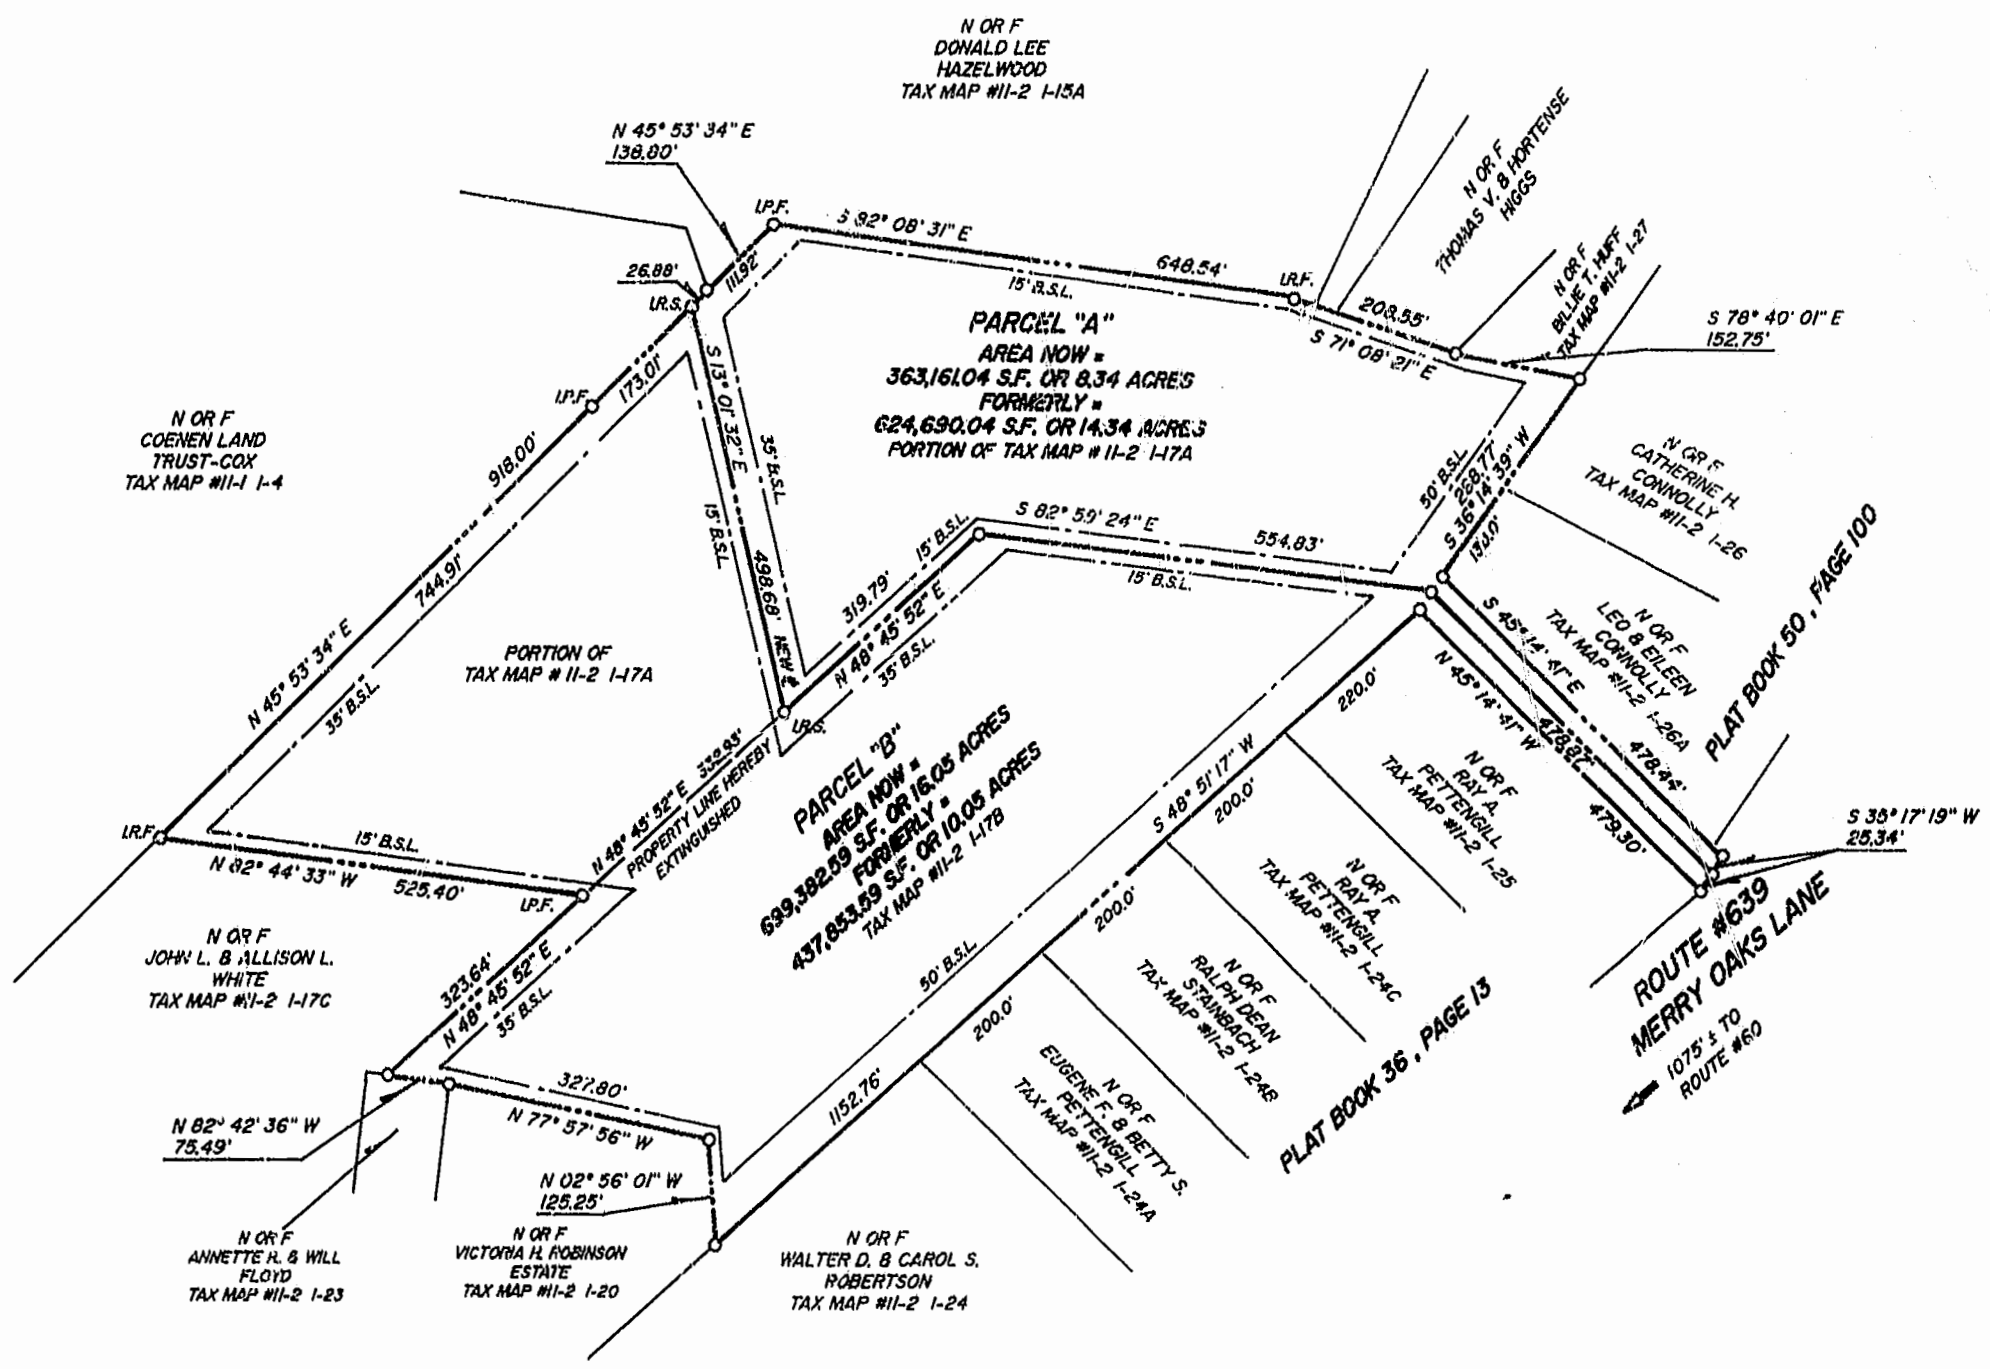 N OR F
DONALD LEE
HAZELWOOD
TAX MAP #11-2 1-15A
N 45° 53' 34" E
138.80'
I.P.F.
S 82° 08' 31" E
648.54'
15' B.S.L.
I.R.F.
26.88'
111.92'
I.R.S.
N OR F
THOMAS V. & HORTENSE
HIGGS
N OR F
BILLIE T. HUFF
TAX MAP #11-2 1-27
208.55'
S 71° 08' 21" E
S 78° 40' 01" E
152.75'
PARCEL "A"
AREA NOW =
363,161.04 S.F. OR 8.34 ACRES
FORMERLY =
624,690.04 S.F. OR 14.34 ACRES
PORTION OF TAX MAP # 11-2 1-17A
S 13° 01' 32" E
498.68' NEW ℄
35' B.S.L.
15' B.S.L.
I.P.F.
173.01'
918.00'
744.91'
N 45° 53' 34" E
35' B.S.L.
N OR F
COENEN LAND
TRUST-COX
TAX MAP #11-1 1-4
50' B.S.L.
268.77'
S 36° 14' 39" W
130.0'
N OR F
CATHERINE H.
CONNOLLY
TAX MAP #11-2 1-26
S 82° 59' 24" E
554.83'
15' B.S.L.
15' B.S.L.
319.79'
N 48° 45' 52" E
35' B.S.L.
PORTION OF
TAX MAP # 11-2 1-17A
I.R.S.
N 48° 45' 52" E 332.93'
PROPERTY LINE HEREBY
EXTINGUISHED
PARCEL "B"
AREA NOW =
699,382.59 S.F. OR 16.05 ACRES
FORMERLY =
437,853.59 S.F. OR 10.05 ACRES
TAX MAP #11-2 1-17B
S 45° 14' 41" E
478.44'
N 45° 14' 41" W
478.87'
479.30'
N OR F
LEO & EILEEN
CONNOLLY
TAX MAP #11-2 1-26A
PLAT BOOK 50, PAGE 100
S 35° 17' 19" W
25.34'
220.0'
S 48° 51' 17" W
200.0'
200.0'
200.0'
1152.76'
50' B.S.L.
N OR F
RAY A.
PETTENGILL
TAX MAP #11-2 1-25
N OR F
RAY A.
PETTENGILL
TAX MAP #11-2 1-24C
N OR F
RALPH DEAN
STAINBACH
TAX MAP #11-2 1-24B
N OR F
EUGENE F. & BETTY S.
PETTENGILL
TAX MAP #11-2 1-24A
PLAT BOOK 36, PAGE 13
ROUTE #639
MERRY OAKS LANE
1075' ± TO
ROUTE #60
I.R.F.
15' B.S.L.
N 82° 44' 33" W
525.40'
I.P.F.
N OR F
JOHN L. & ALLISON L.
WHITE
TAX MAP #11-2 1-17C
323.64'
N 48° 45' 52" E
35' B.S.L.
N 82° 42' 36" W
75.49'
327.80'
N 77° 57' 56" W
N 02° 56' 01" W
125.25'
N OR F
ANNETTE H. & WILL
FLOYD
TAX MAP #11-2 1-23
N OR F
VICTORIA H. ROBINSON
ESTATE
TAX MAP #11-2 1-20
N OR F
WALTER D. & CAROL S.
ROBERTSON
TAX MAP #11-2 1-24